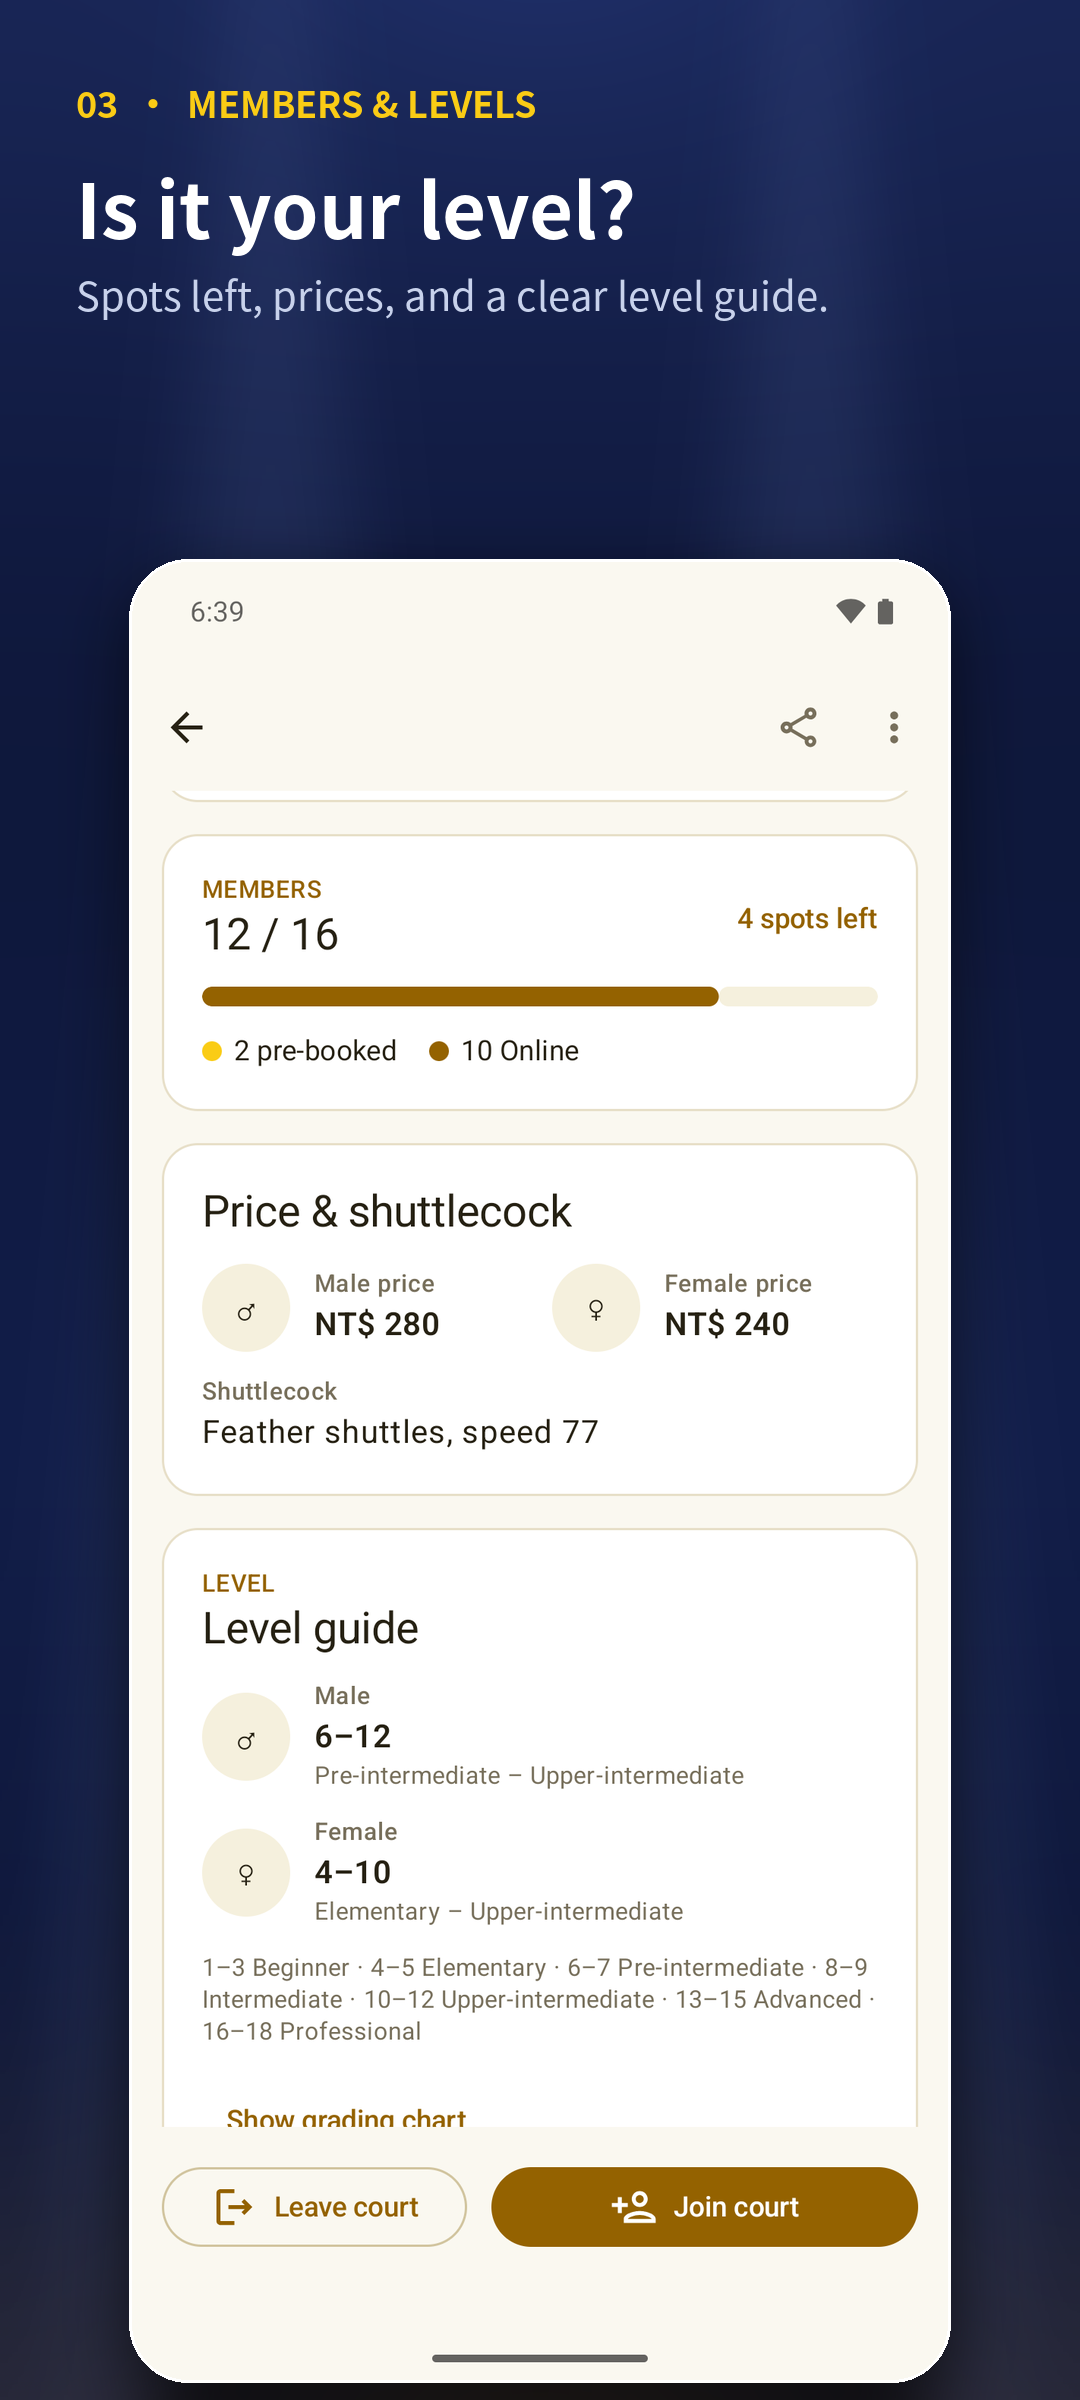 03 • MEMBERS & LEVELS
Is it your level?
Spots left, prices, and a clear level guide.
6:39
MEMBERS
12 / 16
4 spots left
2 pre-booked
10 Online
Price & shuttlecock
♂
Male price
NT$ 280
♀
Female price
NT$ 240
Shuttlecock
Feather shuttles, speed 77
LEVEL
Level guide
♂
Male
6–12
Pre-intermediate – Upper-intermediate
♀
Female
4–10
Elementary – Upper-intermediate
1–3 Beginner · 4–5 Elementary · 6–7 Pre-intermediate · 8–9
Intermediate · 10–12 Upper-intermediate · 13–15 Advanced ·
16–18 Professional
Show grading chart
Leave court
Join court